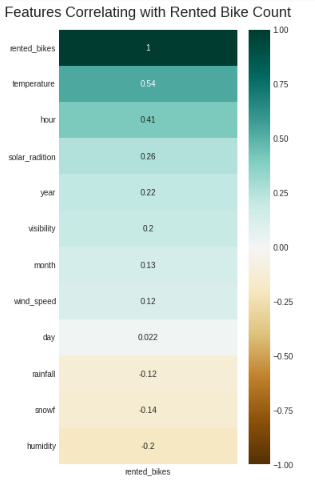 Features Correlating with Rented Bike Count
rented_bikes 1
temperature 0.54
hour 0.41
solar_radition 0.26
year 0.22
visibility 0.2
month 0.13
wind_speed 0.12
day 0.022
rainfall -0.12
snowf -0.14
humidity -0.2
rented_bikes
1.00
0.75
0.50
0.25
0.00
−0.25
−0.50
−0.75
−1.00